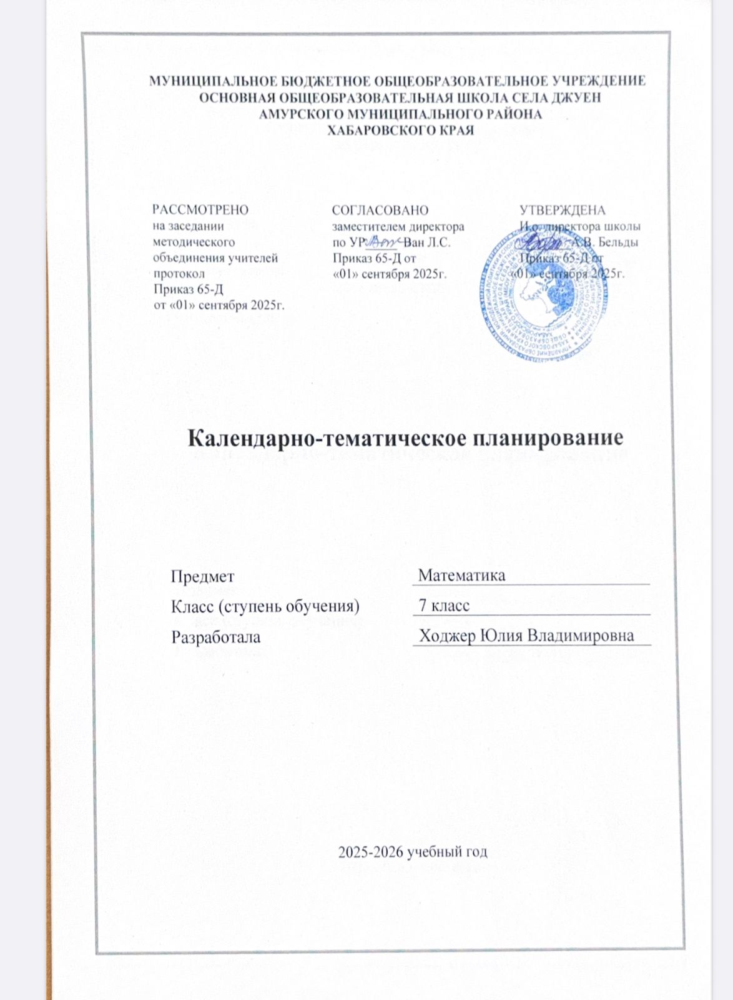 МУНИЦИПАЛЬНОЕ БЮДЖЕТНОЕ ОБЩЕОБРАЗОВАТЕЛЬНОЕ УЧРЕЖДЕНИЕ
ОСНОВНАЯ ОБЩЕОБРАЗОВАТЕЛЬНАЯ ШКОЛА СЕЛА ДЖУЕН
АМУРСКОГО МУНИЦИПАЛЬНОГО РАЙОНА
ХАБАРОВСКОГО КРАЯ
РАССМОТРЕНО
на заседании
методического
объединения учителей
протокол
Приказ 65-Д
от «01» сентября 2025г.
СОГЛАСОВАНО
заместителем директора
по УР Ван Л.С.
Приказ 65-Д от
«01» сентября 2025г.
УТВЕРЖДЕНА
И.о. директора школы
А.В. Бельды
Приказ 65-Д от
«01» сентября 2025г.
Календарно-тематическое планирование
Предмет Математика
Класс (ступень обучения) 7 класс
Разработала Ходжер Юлия Владимировна
2025-2026 учебный год